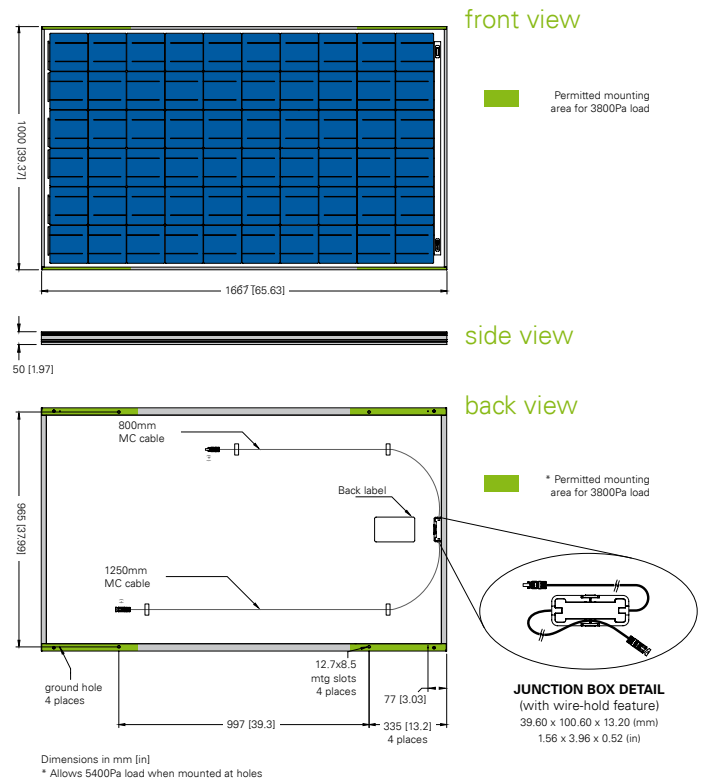 front view
Permitted mounting
area for 3800Pa load
1000 [39.37]
1667 [65.63]
side view
50 [1.97]
back view
800mm
MC cable
* Permitted mounting
area for 3800Pa load
Back label
965 [37.99]
1250mm
MC cable
ground hole
4 places
12.7x8.5
mtg slots
4 places
77 [3.03]
997 [39.3]
335 [13.2]
4 places
JUNCTION BOX DETAIL
(with wire-hold feature)
39.60 x 100.60 x 13.20 (mm)
1.56 x 3.96 x 0.52 (in)
Dimensions in mm [in]
* Allows 5400Pa load when mounted at holes